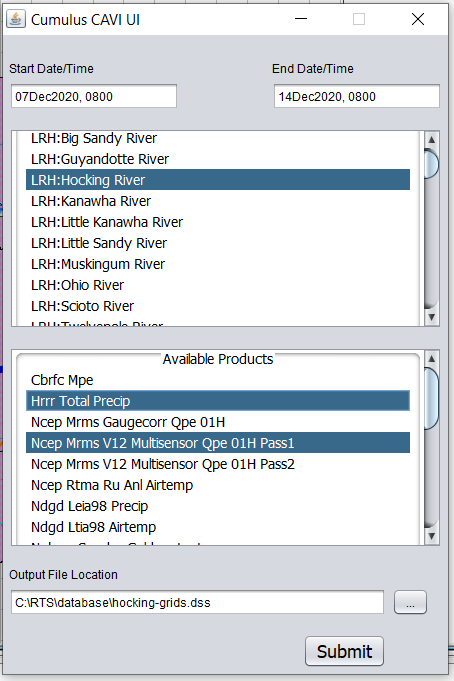 Cumulus CAVI UI
Start Date/Time
End Date/Time
07Dec2020, 0800
14Dec2020, 0800
LRH:Big Sandy River
LRH:Guyandotte River
LRH:Hocking River
LRH:Kanawha River
LRH:Little Kanawha River
LRH:Little Sandy River
LRH:Muskingum River
LRH:Ohio River
LRH:Scioto River
LRH:Twelvepole River
Available Products
Cbrfc Mpe
Hrrr Total Precip
Ncep Mrms Gaugecorr Qpe 01H
Ncep Mrms V12 Multisensor Qpe 01H Pass1
Ncep Mrms V12 Multisensor Qpe 01H Pass2
Ncep Rtma Ru Anl Airtemp
Ndgd Leia98 Precip
Ndgd Ltia98 Airtemp
Output File Location
C:\RTS\database\hocking-grids.dss
...
Submit